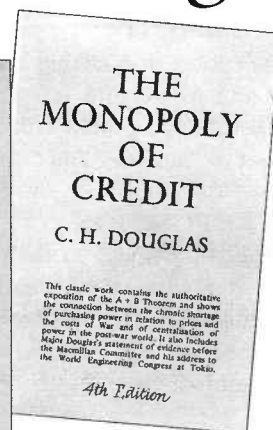 THE
MONOPOLY
OF
CREDIT
C. H. DOUGLAS
This classic work contains the authoritative
exposition of the A + B Theorem and shows
the connection between the chronic shortage
of purchasing power in relation to prices and
the costs of War and of centralisation of
power in the post-war world. It also includes
Major Douglas's statement of evidence before
the Macmillan Committee and his address to
the World Engineering Congress at Tokio.
4th Edition